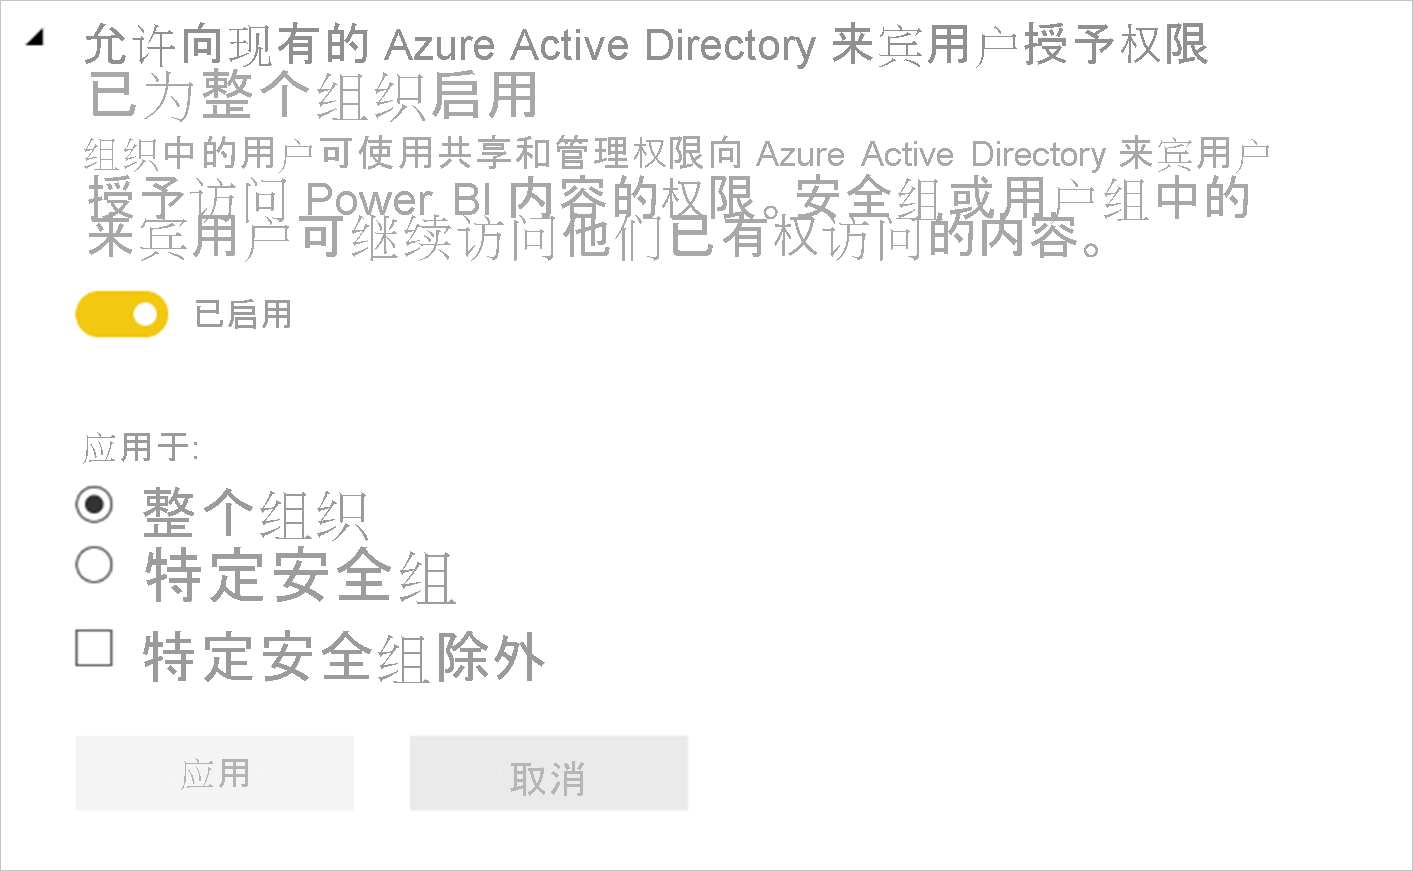 允许向现有的 Azure Active Directory 来宾用户授予权限
已为整个组织启用
组织中的用户可使用共享和管理权限向 Azure Active Directory 来宾用户
授予访问 Power BI 内容的权限。安全组或用户组中的
来宾用户可继续访问他们已有权访问的内容。
已启用
应用于:
整个组织
特定安全组
特定安全组除外
应用
取消